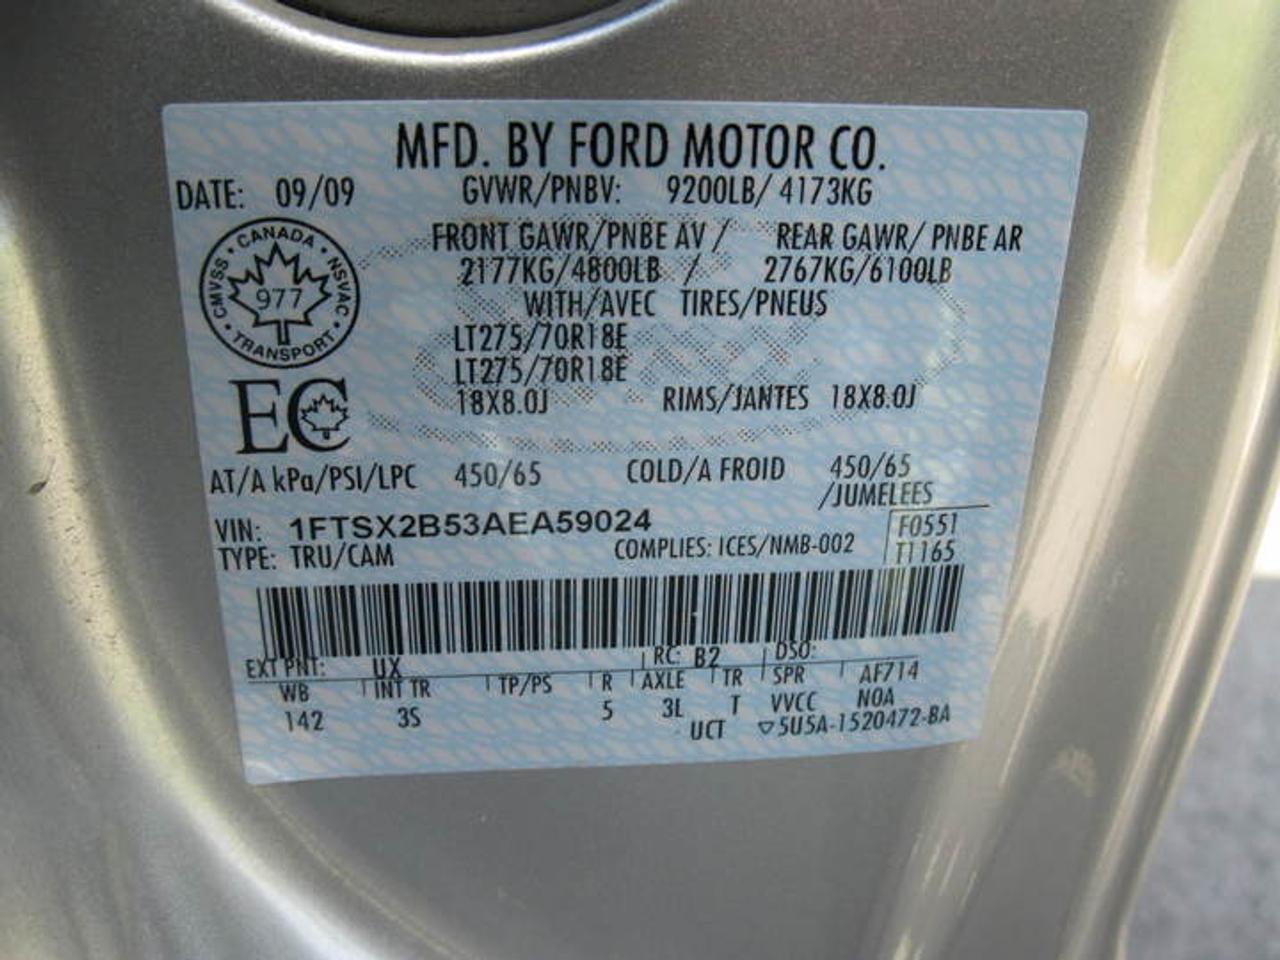 MFD. BY FORD MOTOR CO.
DATE: 09/09 GVWR/PNBV: 9200LB/ 4173KG
FRONT GAWR/PNBE AV / REAR GAWR/ PNBE AR
2177KG/4800LB / 2767KG/6100LB
WITH/AVEC TIRES/PNEUS
LT275/70R18E
LT275/70R18E
18X8.0J RIMS/JANTES 18X8.0J
CANADA
CMVSS • NSVAC
977
TRANSPORT
EC
AT/A kPa/PSI/LPC 450/65 COLD/A FROID 450/65
/JUMELEES
VIN: 1FTSX2B53AEA59024 F0551
TYPE: TRU/CAM COMPLIES: ICES/NMB-002 T1165
EXT PNT: UX RC: B2 DSO:
WB INT TR TP/PS R AXLE TR SPR AF714
142 3S 5 3L T VVCC N0A
UCT ▽5U5A-1520472-BA